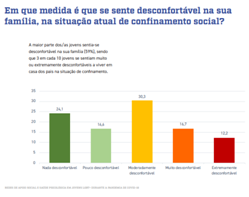 Em que medida é que se sente desconfortável na sua
família, na situação atual de confinamento social?
A maior parte dos/as jovens sentia-se
desconfortável na sua família (59%), sendo
que 3 em cada 10 jovens se sentiam muito
ou extremamente desconfortáveis a viver em
casa dos pais na situação de confinamento.
35
30
25
20
15
10
5
0
24,1
16,6
30,3
16,7
12,2
Nada desconfortável
Pouco desconfortável
Moderadamente
desconfortável
Muito desconfortável
Extremamente
desconfortável